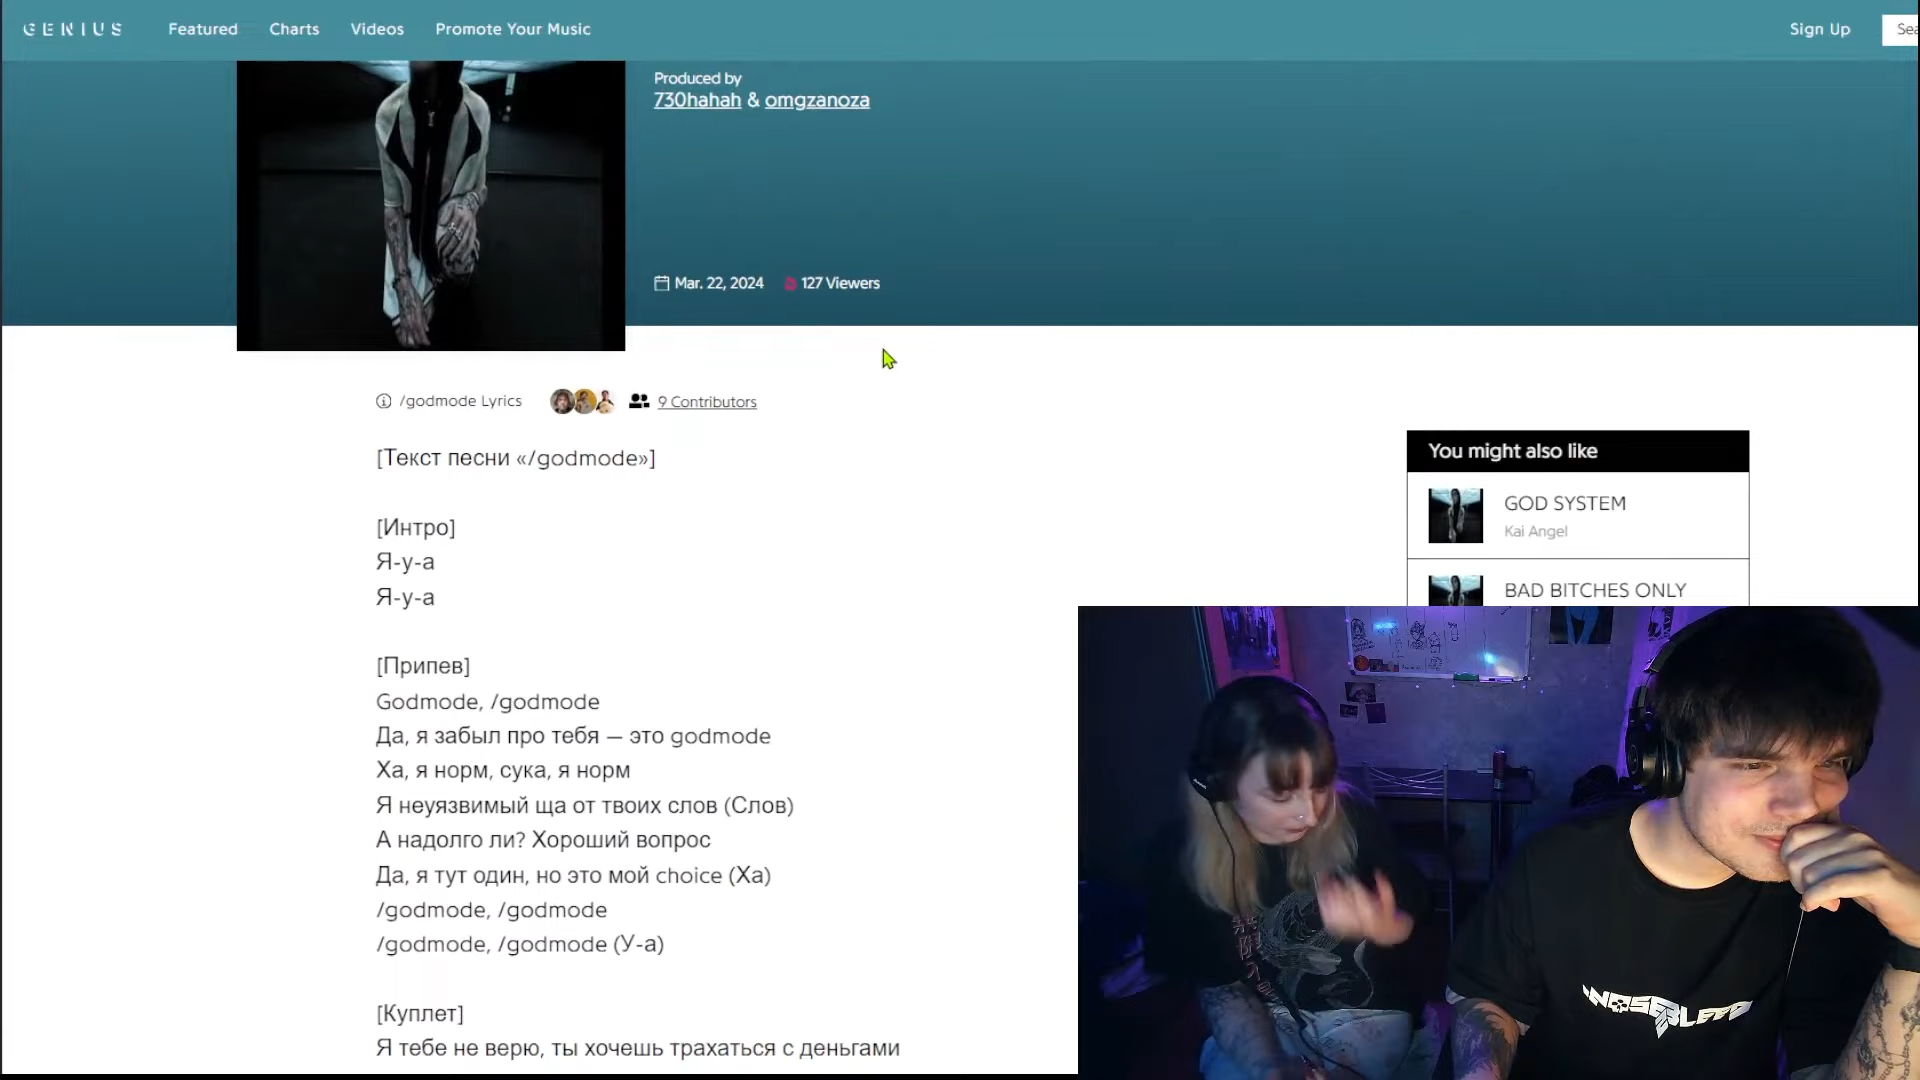 GENIUS Featured Charts Videos Promote Your Music Sign Up Sea
Produced by
730hahah & omgzanoza
Mar. 22, 2024 127 Viewers
/godmode Lyrics 9 Contributors
[Текст песни «/godmode»]
[Интро]
Я-у-а
Я-у-а
[Припев]
Godmode, /godmode
Да, я забыл про тебя — это godmode
Ха, я норм, сука, я норм
Я неуязвимый ща от твоих слов (Слов)
А надолго ли? Хороший вопрос
Да, я тут один, но это мой choice (Ха)
/godmode, /godmode
/godmode, /godmode (У-а)
[Куплет]
Я тебе не верю, ты хочешь трахаться с деньгами
You might also like
GOD SYSTEM
Kai Angel
BAD BITCHES ONLY
NOSEBLEED